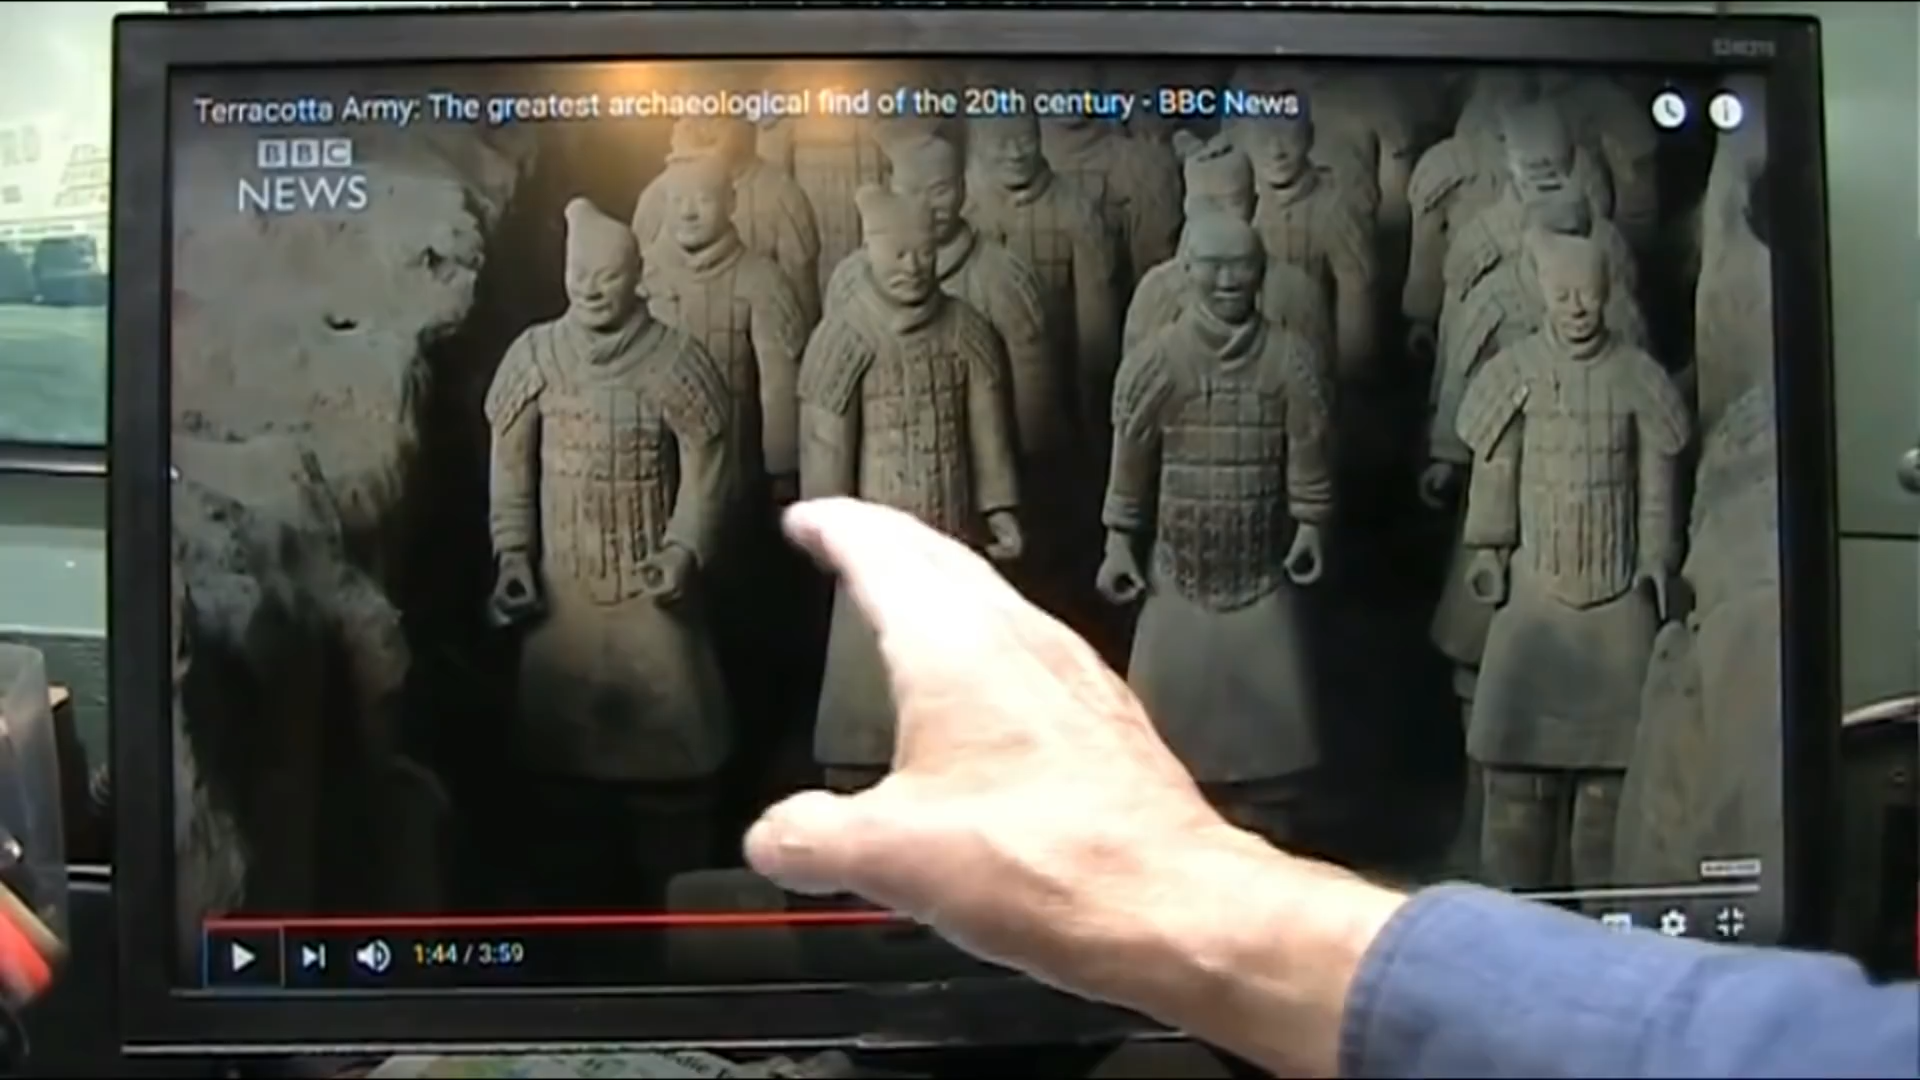 Terracotta Army: The greatest archaeological find of the 20th century - BBC News
BBC
NEWS
1:44 / 3:59